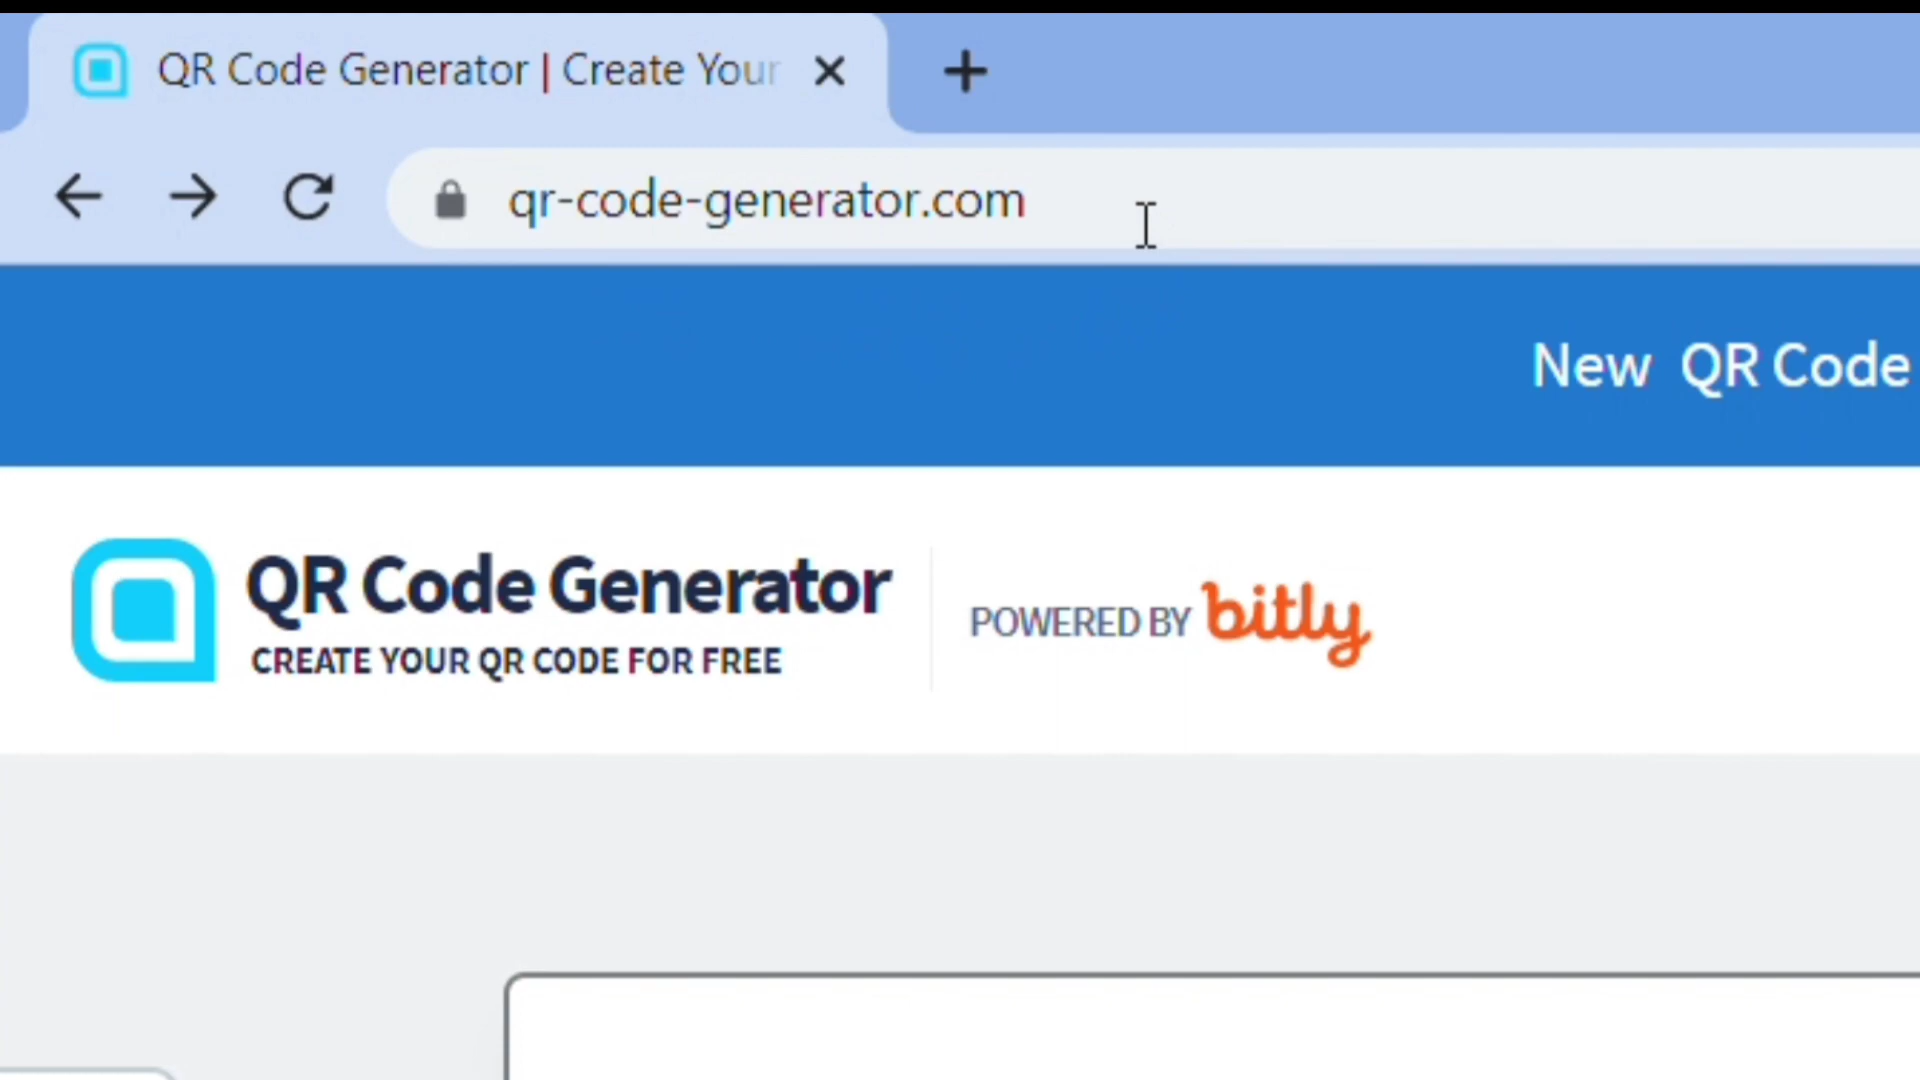 QR Code Generator | Create Your
qr-code-generator.com
New QR Code
QR Code Generator
CREATE YOUR QR CODE FOR FREE
POWERED BY bitly